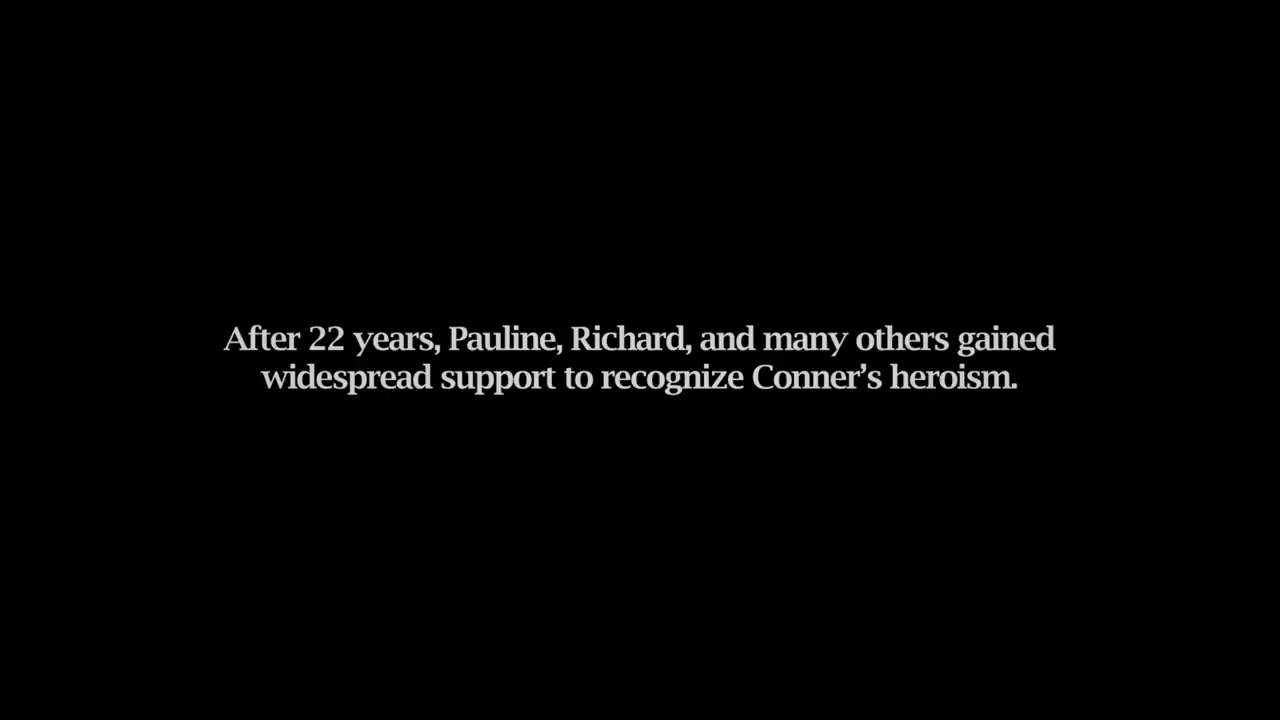 After 22 years, Pauline, Richard, and many others gained
widespread support to recognize Conner’s heroism.